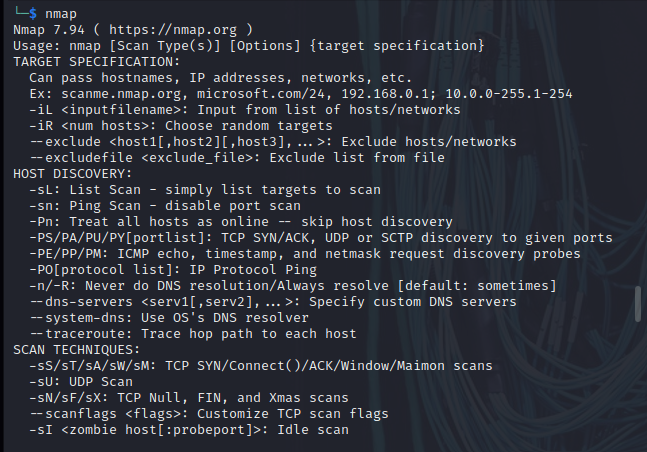 └─$ nmap
Nmap 7.94 ( https://nmap.org )
Usage: nmap [Scan Type(s)] [Options] {target specification}
TARGET SPECIFICATION:
  Can pass hostnames, IP addresses, networks, etc.
  Ex: scanme.nmap.org, microsoft.com/24, 192.168.0.1; 10.0.0-255.1-254
  -iL <inputfilename>: Input from list of hosts/networks
  -iR <num hosts>: Choose random targets
  --exclude <host1[,host2][,host3],...>: Exclude hosts/networks
  --excludefile <exclude_file>: Exclude list from file
HOST DISCOVERY:
  -sL: List Scan - simply list targets to scan
  -sn: Ping Scan - disable port scan
  -Pn: Treat all hosts as online -- skip host discovery
  -PS/PA/PU/PY[portlist]: TCP SYN/ACK, UDP or SCTP discovery to given ports
  -PE/PP/PM: ICMP echo, timestamp, and netmask request discovery probes
  -PO[protocol list]: IP Protocol Ping
  -n/-R: Never do DNS resolution/Always resolve [default: sometimes]
  --dns-servers <serv1[,serv2],...>: Specify custom DNS servers
  --system-dns: Use OS's DNS resolver
  --traceroute: Trace hop path to each host
SCAN TECHNIQUES:
  -sS/sT/sA/sW/sM: TCP SYN/Connect()/ACK/Window/Maimon scans
  -sU: UDP Scan
  -sN/sF/sX: TCP Null, FIN, and Xmas scans
  --scanflags <flags>: Customize TCP scan flags
  -sI <zombie host[:probeport]>: Idle scan